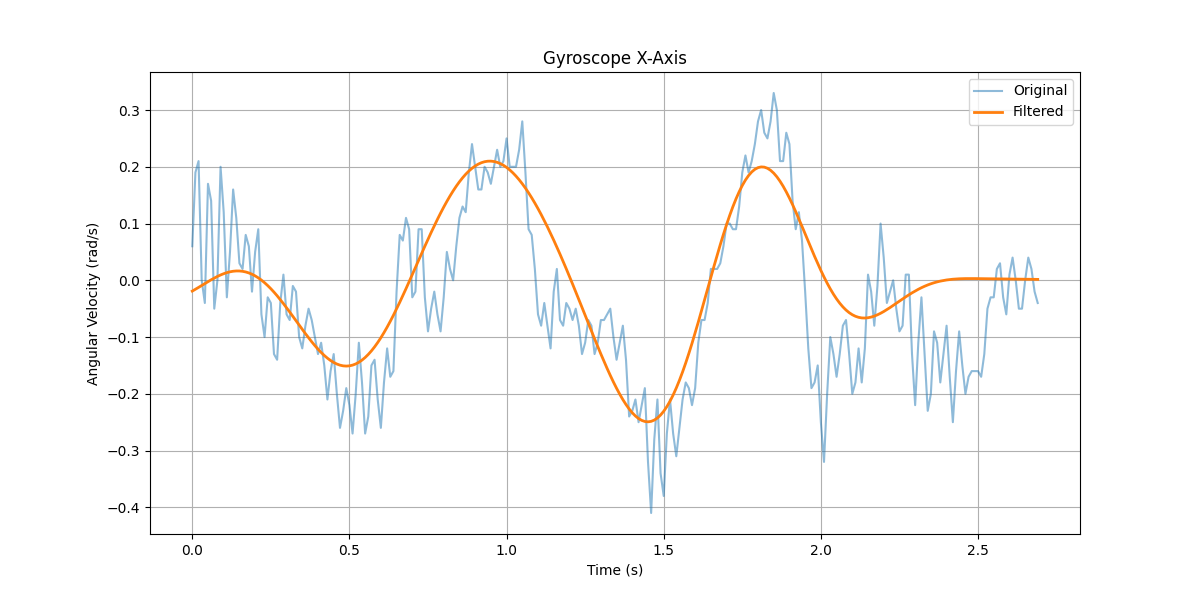 Gyroscope X-Axis
Original
Filtered
0.3
0.2
0.1
0.0
−0.1
−0.2
−0.3
−0.4
Angular Velocity (rad/s)
0.0 0.5 1.0 1.5 2.0 2.5
Time (s)